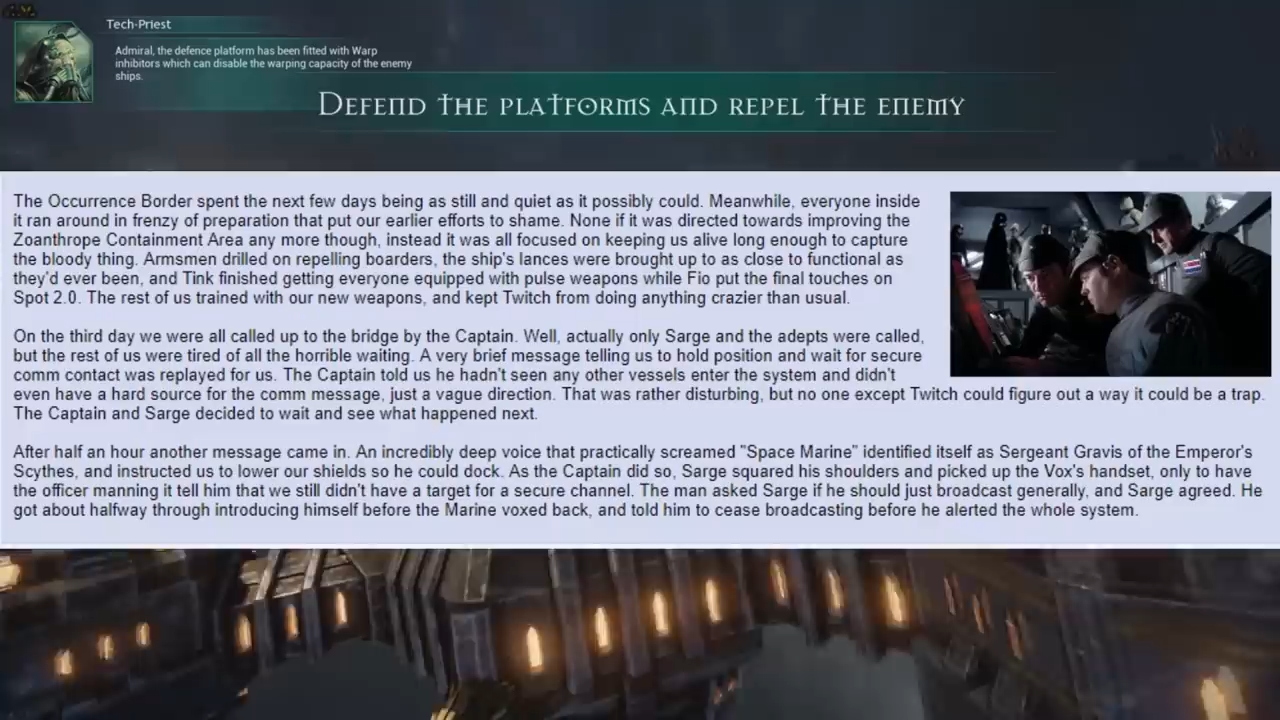 Tech-Priest
Admiral, the defence platform has been fitted with Warp
inhibitors which can disable the warping capacity of the enemy
ships.
Defend the platforms and repel the enemy
The Occurrence Border spent the next few days being as still and quiet as it possibly could. Meanwhile, everyone inside
it ran around in frenzy of preparation that put our earlier efforts to shame. None if it was directed towards improving the
Zoanthrope Containment Area any more though, instead it was all focused on keeping us alive long enough to capture
the bloody thing. Armsmen drilled on repelling boarders, the ship's lances were brought up to as close to functional as
they'd ever been, and Tink finished getting everyone equipped with pulse weapons while Fio put the final touches on
Spot 2.0. The rest of us trained with our new weapons, and kept Twitch from doing anything crazier than usual.
On the third day we were all called up to the bridge by the Captain. Well, actually only Sarge and the adepts were called,
but the rest of us were tired of all the horrible waiting. A very brief message telling us to hold position and wait for secure
comm contact was replayed for us. The Captain told us he hadn't seen any other vessels enter the system and didn't
even have a hard source for the comm message, just a vague direction. That was rather disturbing, but no one except Twitch could figure out a way it could be a trap.
The Captain and Sarge decided to wait and see what happened next.
After half an hour another message came in. An incredibly deep voice that practically screamed "Space Marine" identified itself as Sergeant Gravis of the Emperor's
Scythes, and instructed us to lower our shields so he could dock. As the Captain did so, Sarge squared his shoulders and picked up the Vox's handset, only to have
the officer manning it tell him that we still didn't have a target for a secure channel. The man asked Sarge if he should just broadcast generally, and Sarge agreed. He
got about halfway through introducing himself before the Marine voxed back, and told him to cease broadcasting before he alerted the whole system.